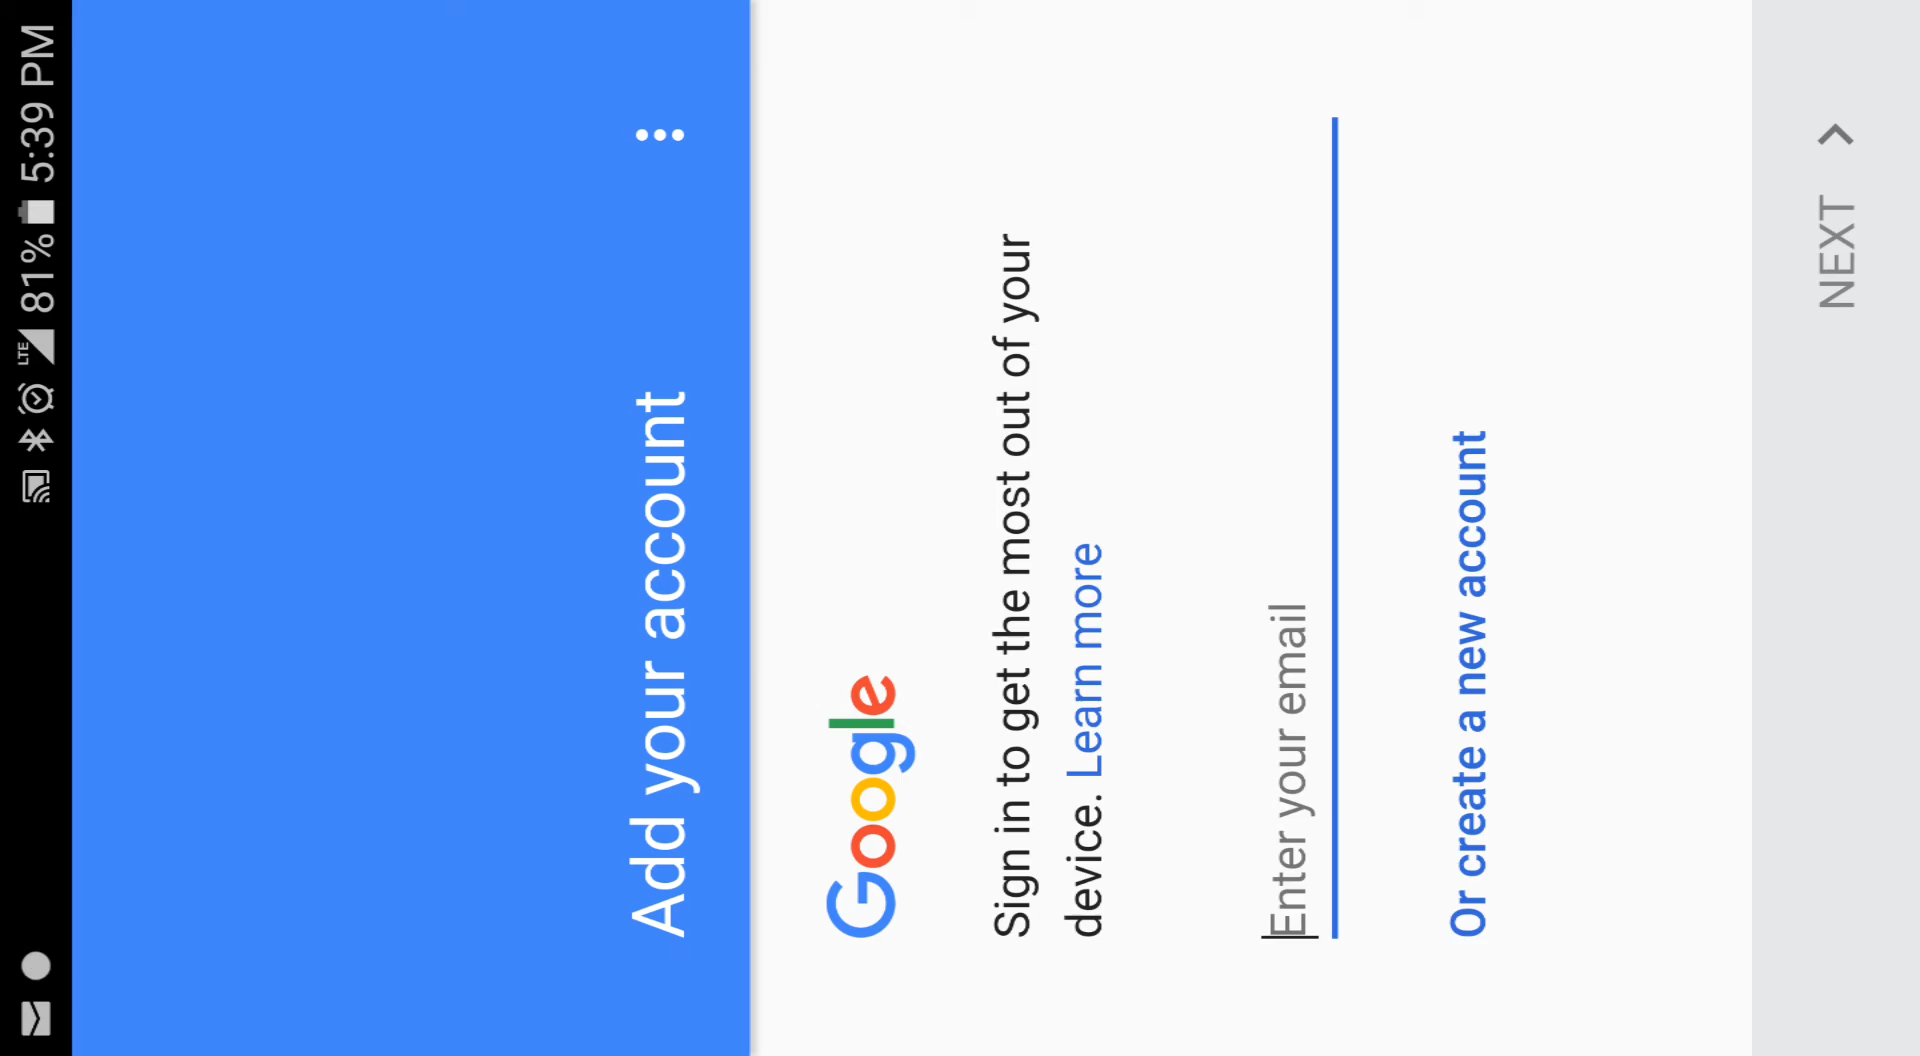 LTE 81% 5:39 PM
Add your account
Google
Sign in to get the most out of your
device. Learn more
Enter your email
Or create a new account
NEXT